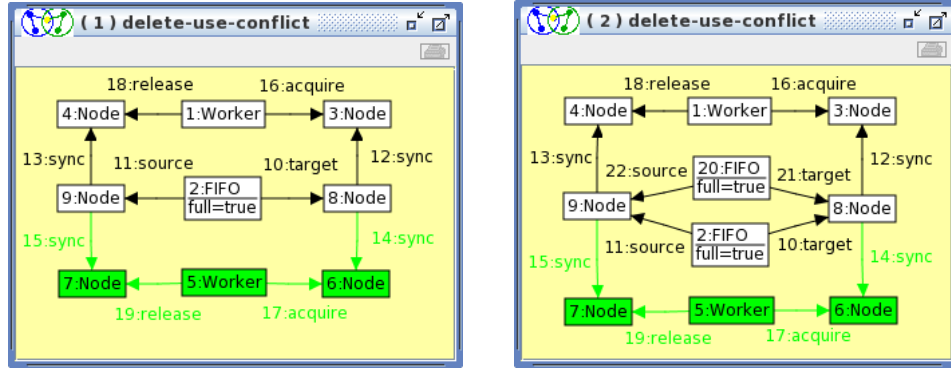 ( 1 ) delete-use-conflict
18:release
16:acquire
4:Node
1:Worker
3:Node
13:sync
11:source
10:target
12:sync
9:Node
2:FIFO
full=true
8:Node
15:sync
14:sync
7:Node
5:Worker
6:Node
19:release
17:acquire
( 2 ) delete-use-conflict
18:release
16:acquire
4:Node
1:Worker
3:Node
13:sync
22:source
20:FIFO
full=true
21:target
12:sync
9:Node
8:Node
11:source
2:FIFO
full=true
10:target
15:sync
14:sync
7:Node
5:Worker
6:Node
19:release
17:acquire